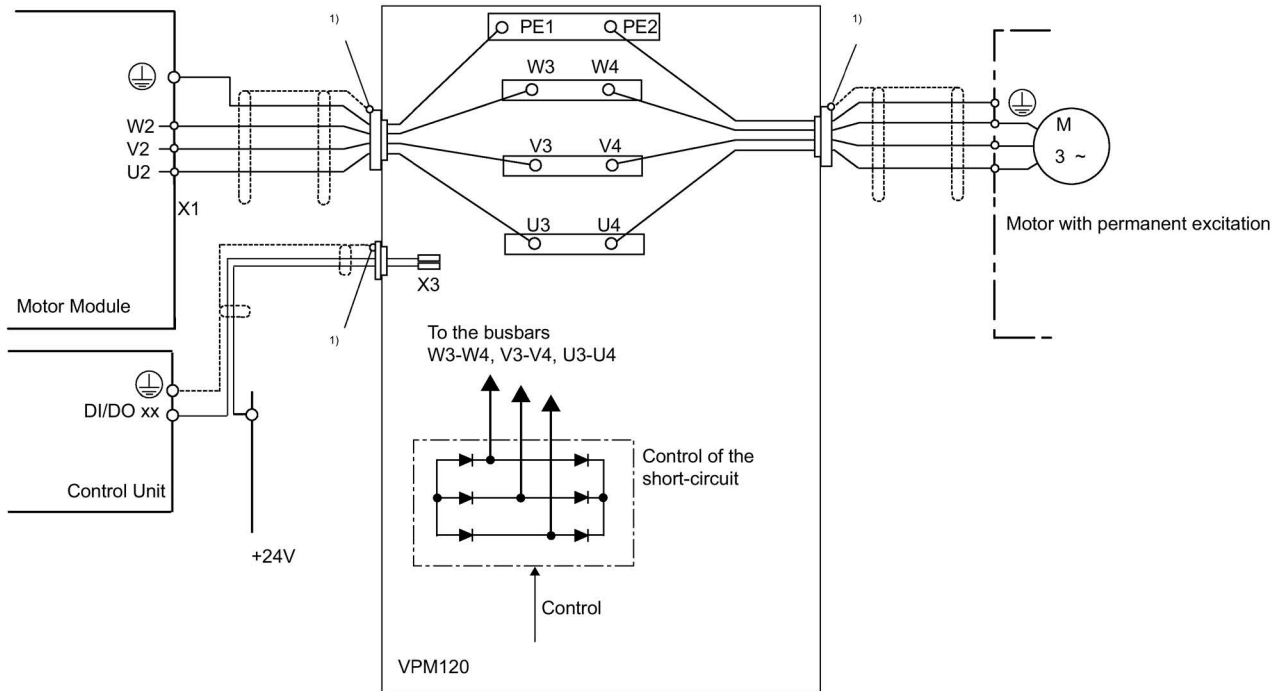 1)
1)
PE1 PE2
W3 W4
W2
V2
U2
X1
V3 V4
U3 U4
M
3 ~
Motor with permanent excitation
X3
Motor Module
1)
To the busbars
W3-W4, V3-V4, U3-U4
DI/DO xx
Control Unit
+24V
Control of the
short-circuit
Control
VPM120